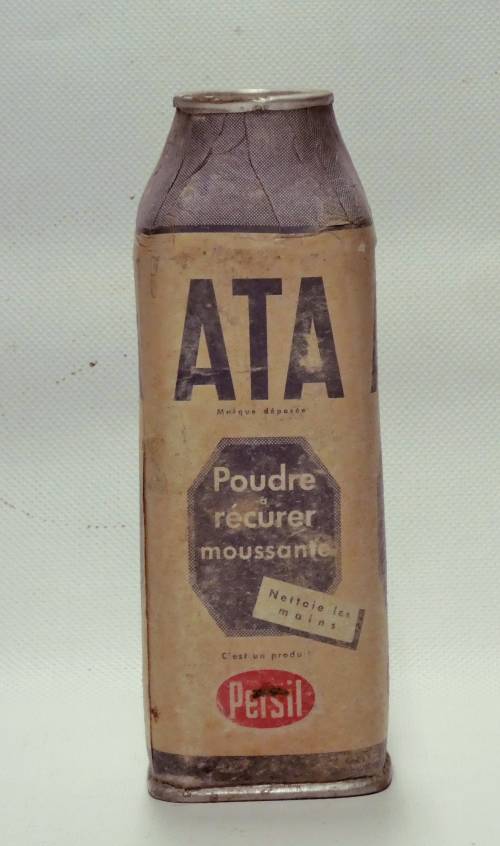 ATA
Marque déposée
Poudre
à
récurer
moussante
Nettoie les
mains
C'est un produit
Persil